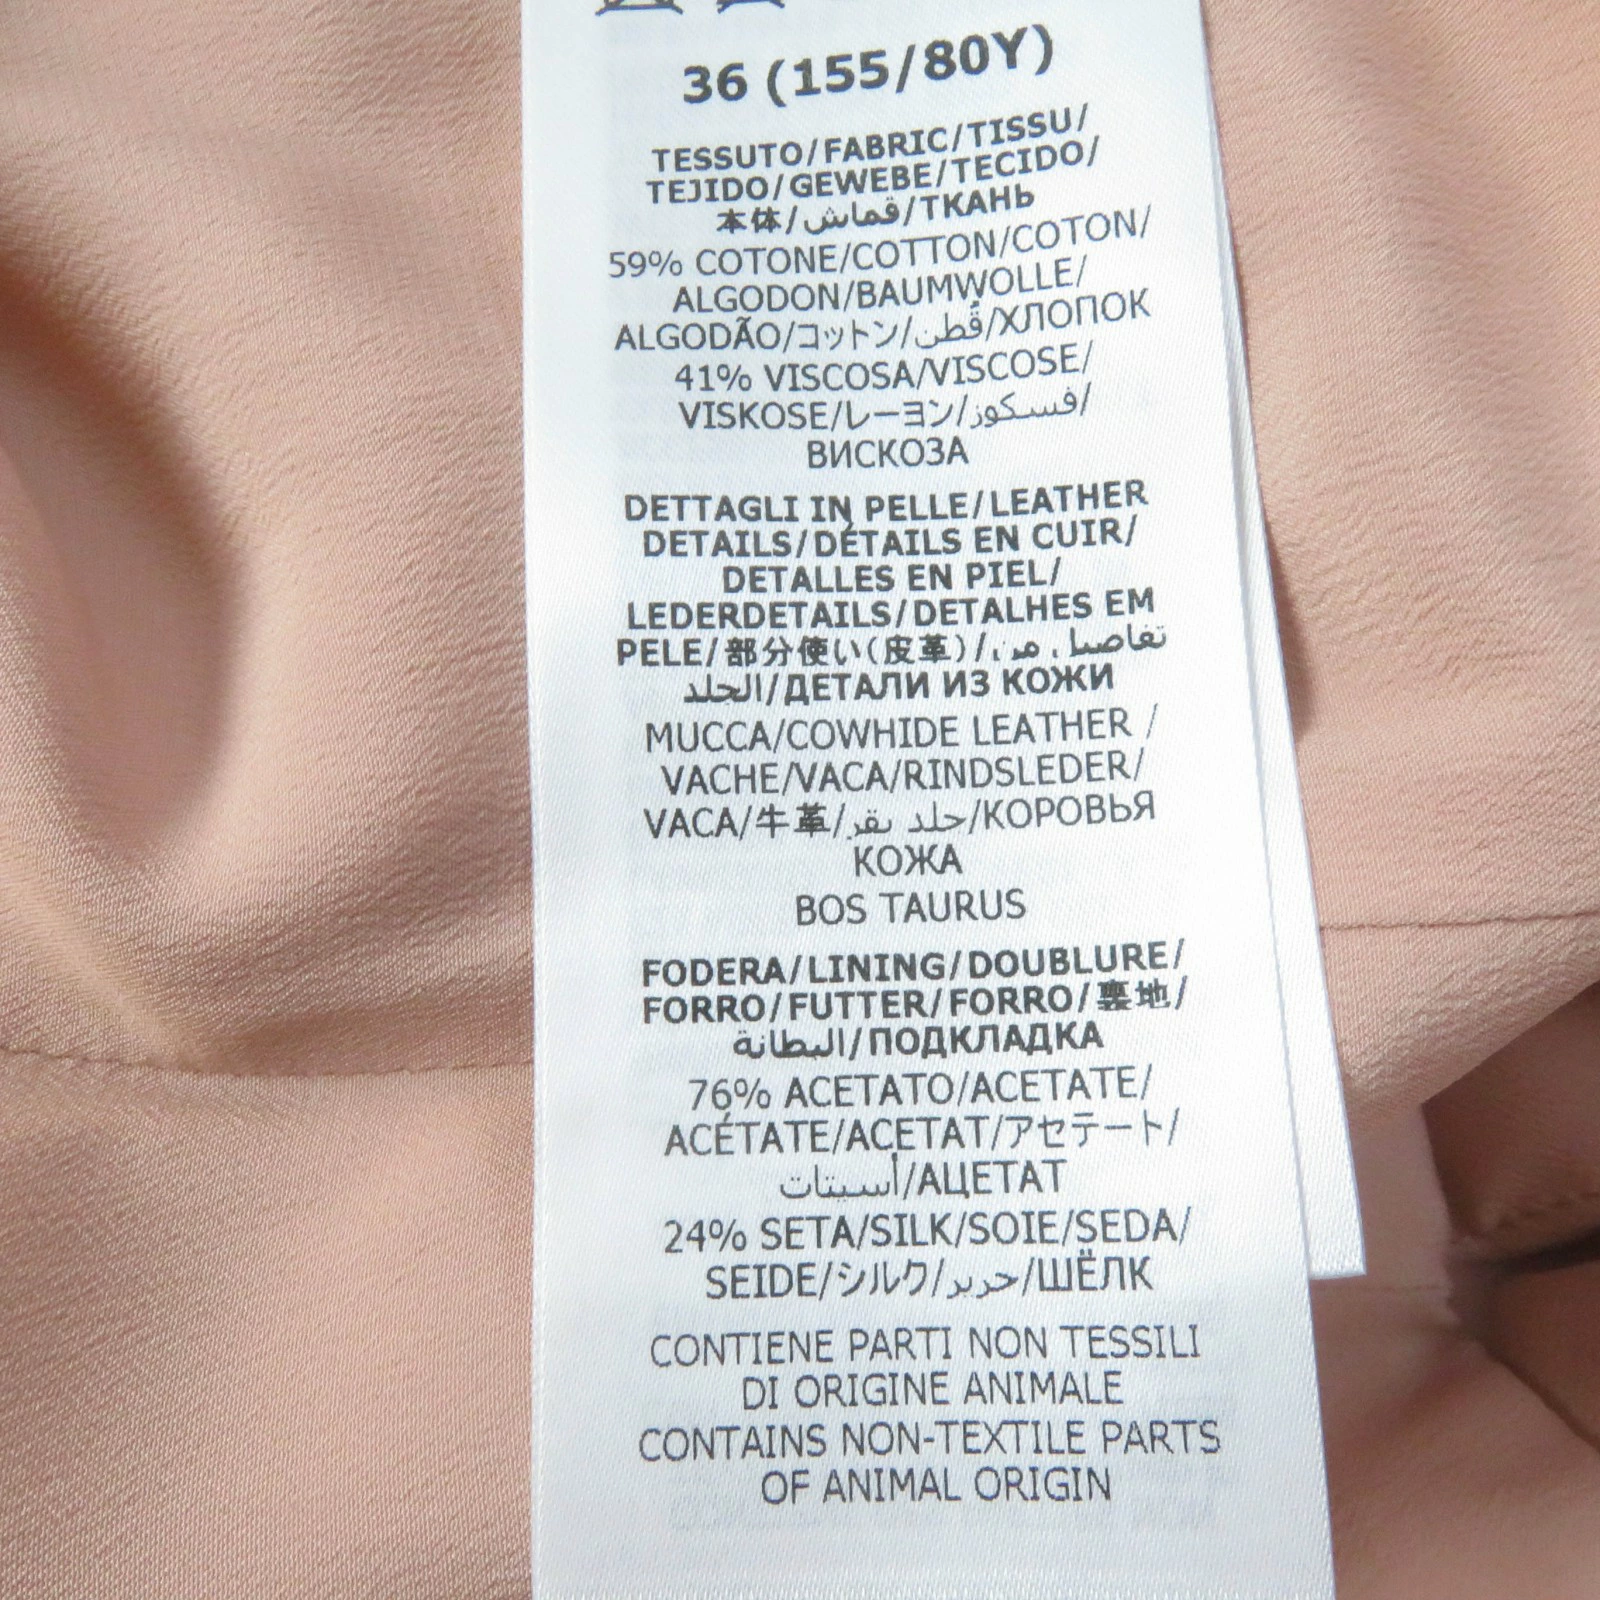 36 (155/80Y)
TESSUTO/FABRIC/TISSU/
TEJIDO/GEWEBE/TECIDO/
本体/قماش/ТКАНЬ
59% COTONE/COTTON/COTON/
ALGODON/BAUMWOLLE/
ALGODÃO/コットン/قُطن/ХЛОПОК
41% VISCOSA/VISCOSE/
VISKOSE/レーヨン/فسكوز/
ВИСКОЗА
DETTAGLI IN PELLE/LEATHER
DETAILS/DÉTAILS EN CUIR/
DETALLES EN PIEL/
LEDERDETAILS/DETALHES EM
PELE/部分使い(皮革)/تفاصيل من
الجلد/ДЕТАЛИ ИЗ КОЖИ
MUCCA/COWHIDE LEATHER /
VACHE/VACA/RINDSLEDER/
VACA/牛革/جلد بقر/КОРОВЬЯ
КОЖА
BOS TAURUS
FODERA/LINING/DOUBLURE/
FORRO/FUTTER/FORRO/裏地/
البطانة/ПОДКЛАДКА
76% ACETATO/ACETATE/
ACÉTATE/ACETAT/アセテート/
أسيتات/АЦЕТАТ
24% SETA/SILK/SOIE/SEDA/
SEIDE/シルク/حرير/ШЁЛК
CONTIENE PARTI NON TESSILI
DI ORIGINE ANIMALE
CONTAINS NON-TEXTILE PARTS
OF ANIMAL ORIGIN